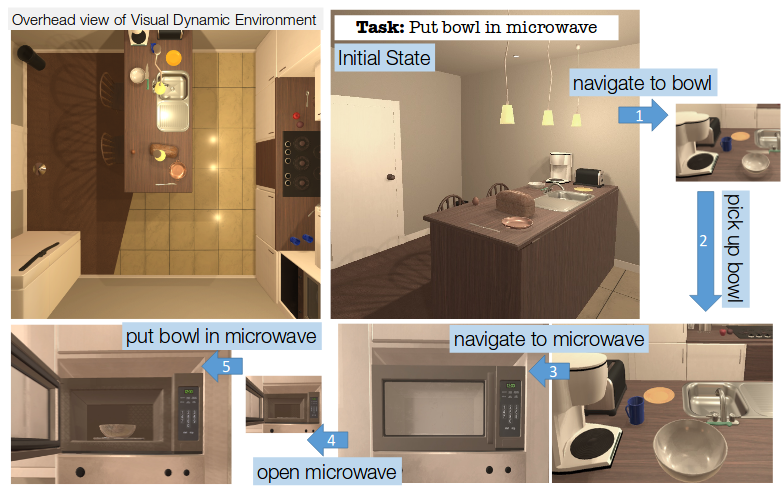 Overhead view of Visual Dynamic Environment
Task: Put bowl in microwave
Initial State
navigate to bowl
1
2
pick up bowl
navigate to microwave
3
4
open microwave
put bowl in microwave
5